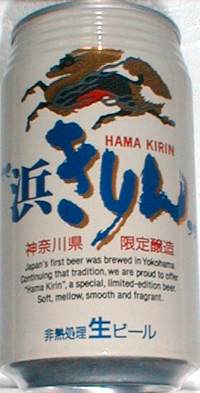 HAMA KIRIN
浜きりん
神奈川県 限定醸造
Japan's first beer was brewed in Yokohama.
Continuing that tradition, we are proud to offer
"Hama Kirin", a special, limited-edition beer.
Soft, mellow, smooth and fragrant.
非熱処理 生ビール